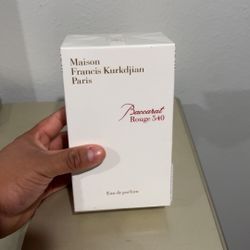 Maison
Francis Kurkdjian
Paris
Baccarat
Rouge 540
Eau de parfum